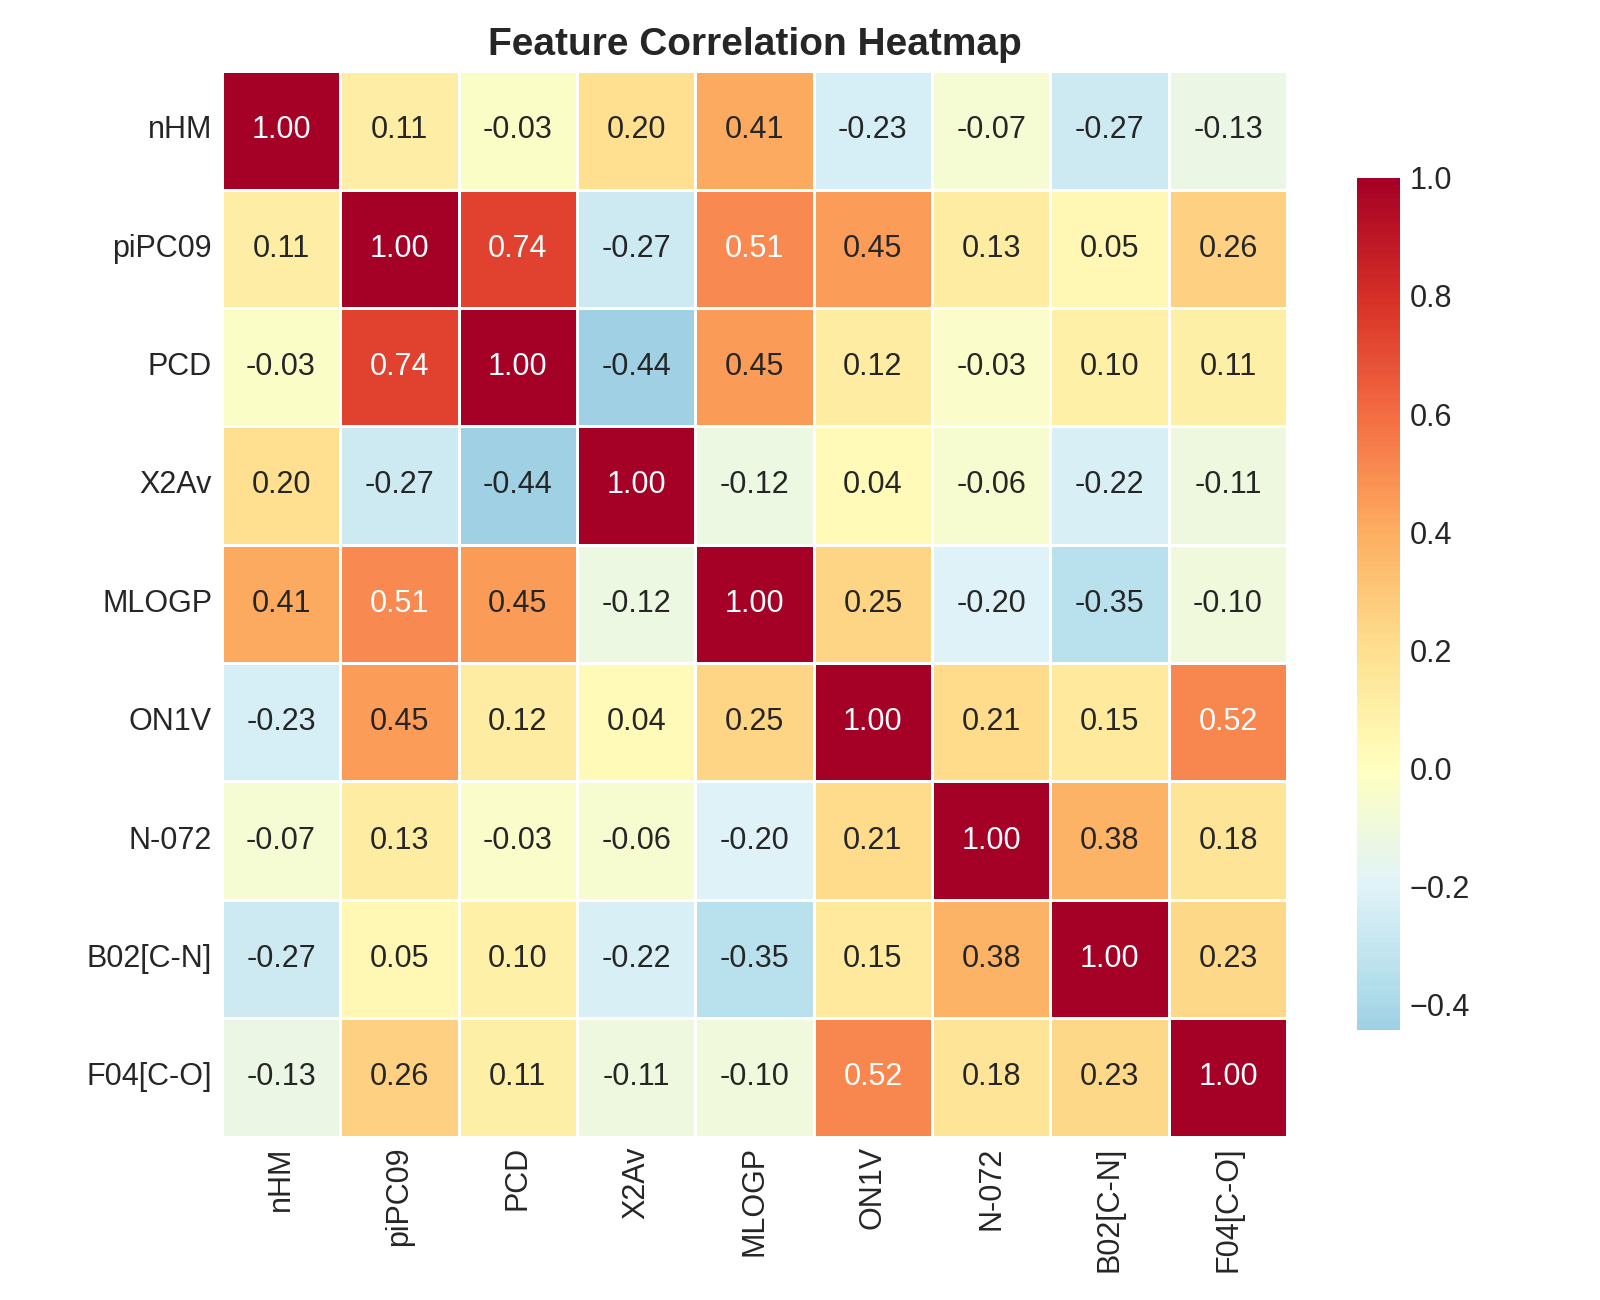 Feature Correlation Heatmap
nHM 1.00 0.11 -0.03 0.20 0.41 -0.23 -0.07 -0.27 -0.13
piPC09 0.11 1.00 0.74 -0.27 0.51 0.45 0.13 0.05 0.26
PCD -0.03 0.74 1.00 -0.44 0.45 0.12 -0.03 0.10 0.11
X2Av 0.20 -0.27 -0.44 1.00 -0.12 0.04 -0.06 -0.22 -0.11
MLOGP 0.41 0.51 0.45 -0.12 1.00 0.25 -0.20 -0.35 -0.10
ON1V -0.23 0.45 0.12 0.04 0.25 1.00 0.21 0.15 0.52
N-072 -0.07 0.13 -0.03 -0.06 -0.20 0.21 1.00 0.38 0.18
B02[C-N] -0.27 0.05 0.10 -0.22 -0.35 0.15 0.38 1.00 0.23
F04[C-O] -0.13 0.26 0.11 -0.11 -0.10 0.52 0.18 0.23 1.00
nHM piPC09 PCD X2Av MLOGP ON1V N-072 B02[C-N] F04[C-O]
1.0
0.8
0.6
0.4
0.2
0.0
−0.2
−0.4